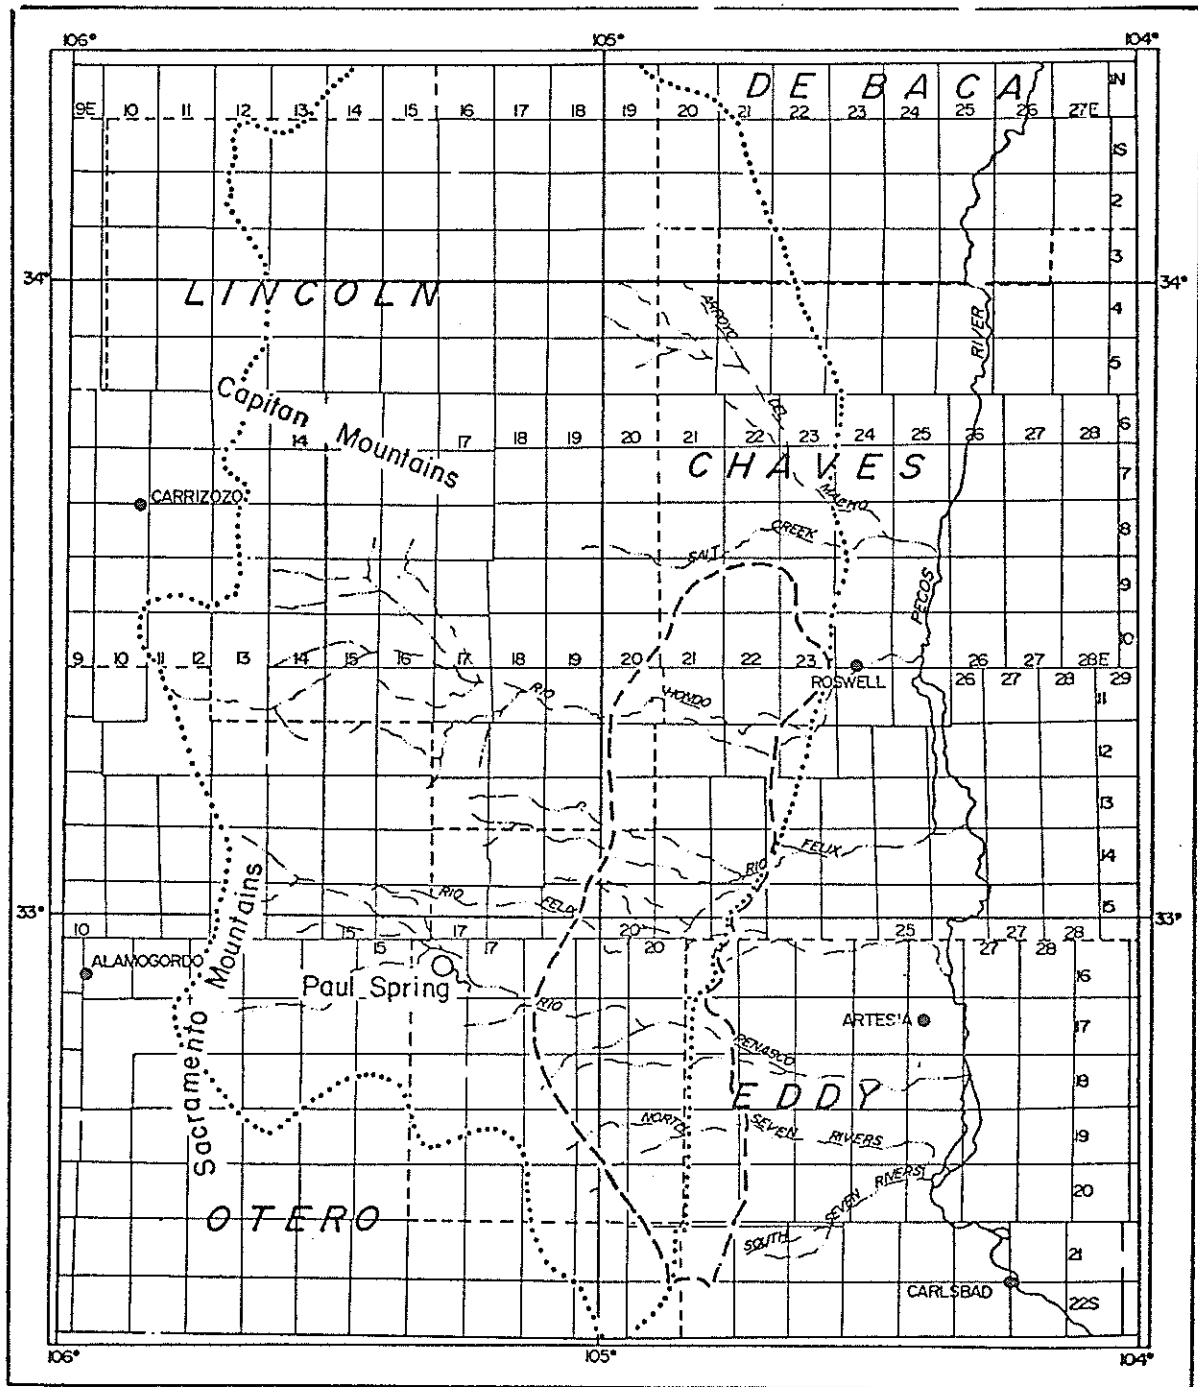 106° 105° 104°
DE BACA
9E 10 11 12 13 14 15 16 17 18 19 20 21 22 23 24 25 26 27E
1S
2
3
34° 34°
LINCOLN
4
ARROYO
RIVER
5
Capitan Mountains
DEL
6
14 17 18 19 20 21 22 23 24 25 26 27 28
CHAVES
7
CARRIZOZO
MACHO
8
SALT CREEK
9
PECOS
10
9 10 11 12 13 14 15 16 17 18 19 20 21 22 23 26 27 28E
ROSWELL
26 27 28 29
RIO HONDO
11
12
13
RIO FELIX
14
RIO FELIX
15
33° 33°
10 15 15 17 17 20 20 25 27 27 28 28
ALAMOGORDO
16
Sacramento Mountains
Paul Spring
RIO PENASCO
ARTESIA
17
18
EDDY
NORTH SEVEN RIVERS
19
SOUTH SEVEN RIVERS
20
OTERO
21
CARLSBAD
22S
106° 105° 104°